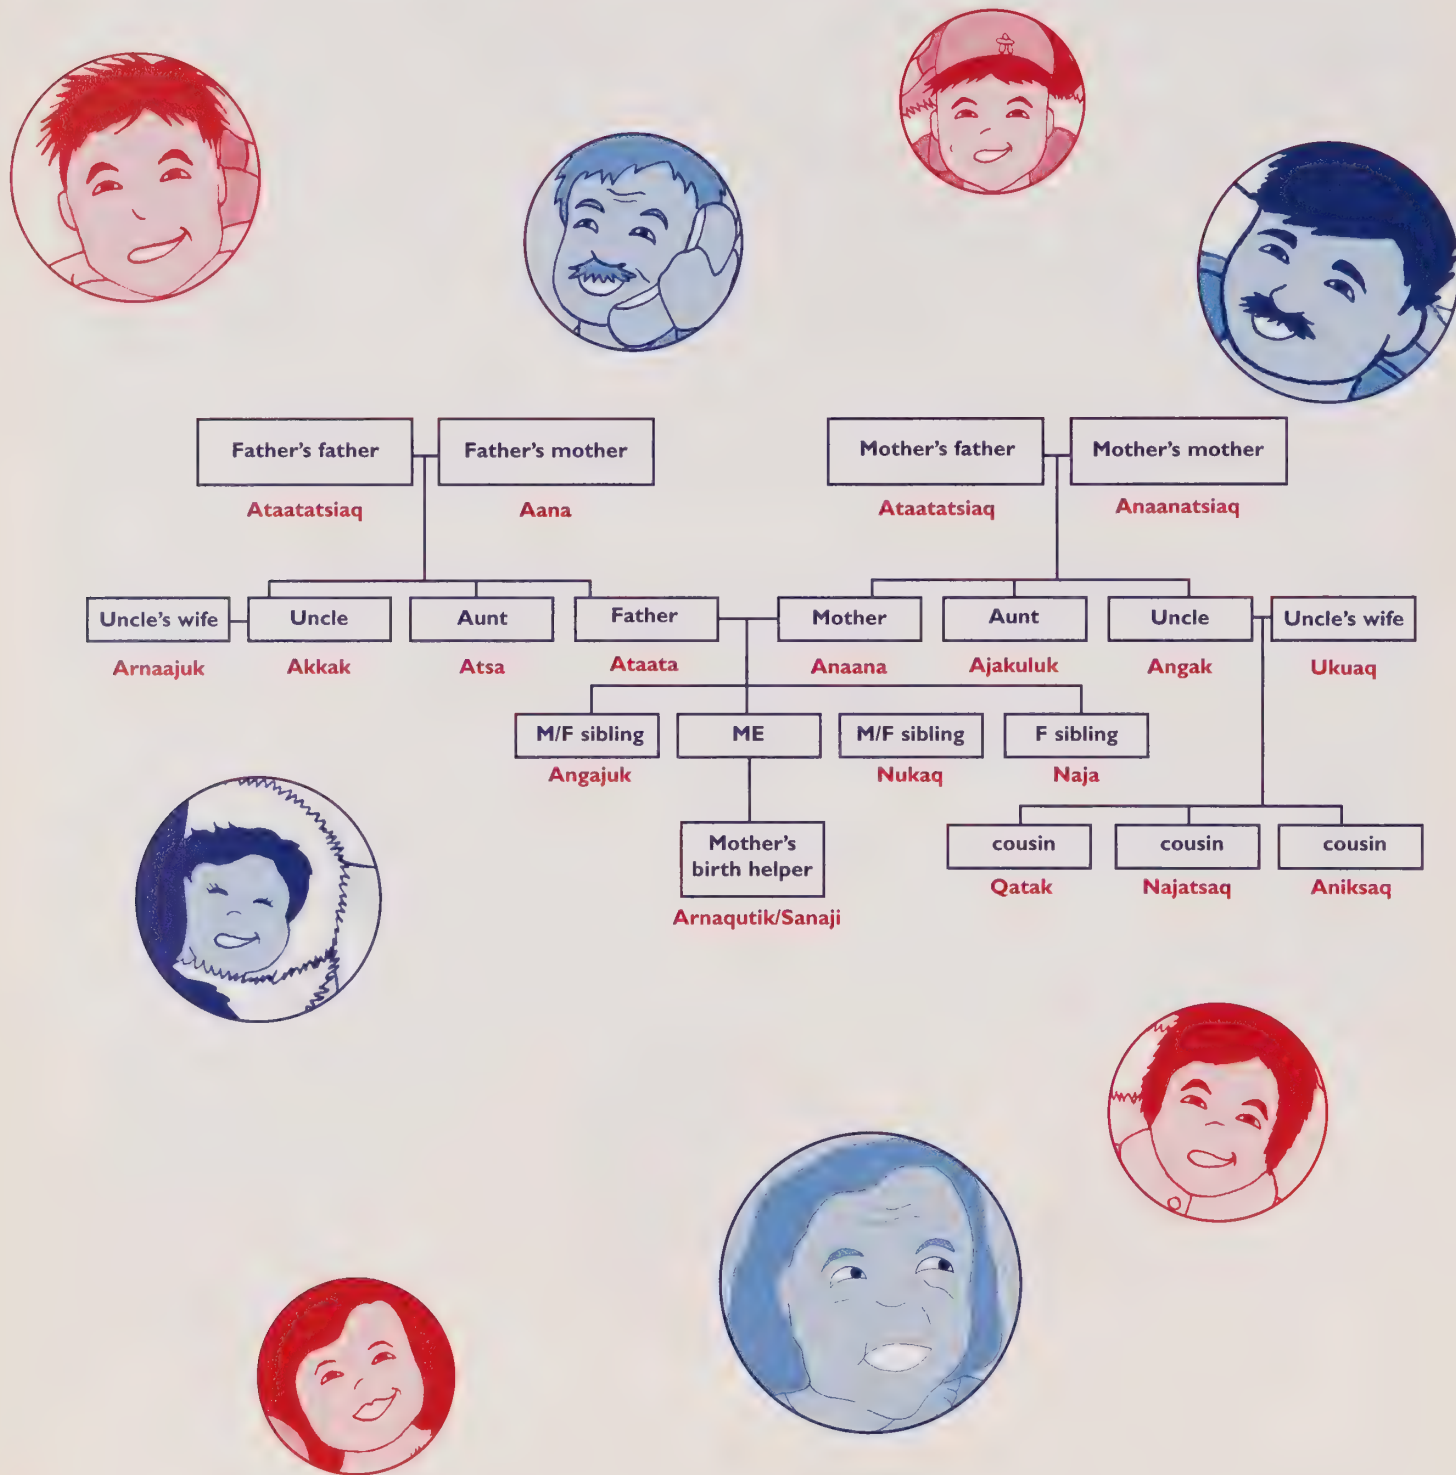 Father's father
Father's mother
Mother's father
Mother's mother
Ataatatsiaq
Aana
Ataatatsiaq
Anaanatsiaq
Uncle's wife
Uncle
Aunt
Father
Mother
Aunt
Uncle
Uncle's wife
Arnaajuk
Akkak
Atsa
Ataata
Anaana
Ajakuluk
Angak
Ukuaq
M/F sibling
ME
M/F sibling
F sibling
Angajuk
Nukaq
Naja
Mother's
birth helper
cousin
cousin
cousin
Arnaqutik/Sanaji
Qatak
Najatsaq
Aniksaq